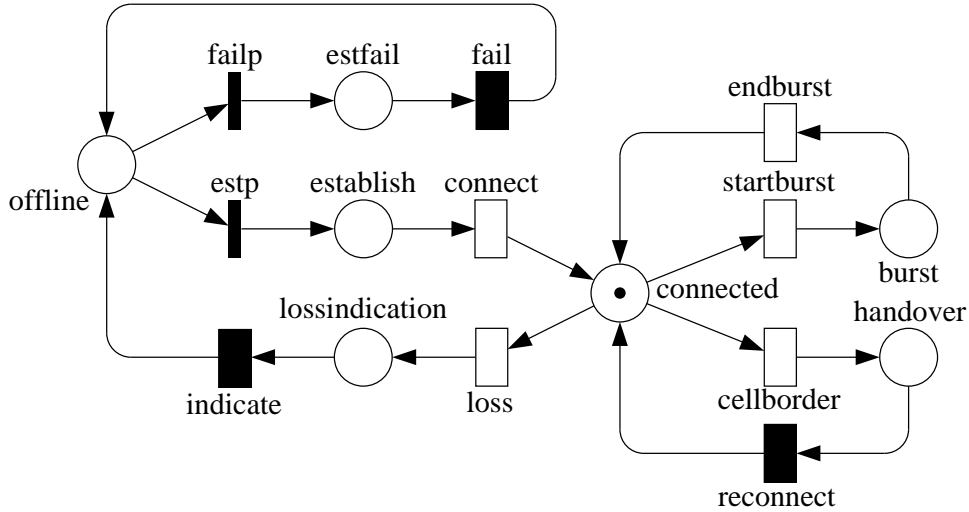 failp estfail fail
endburst
offline
estp establish connect
startburst
burst
connected
lossindication
handover
indicate
loss
cellborder
reconnect